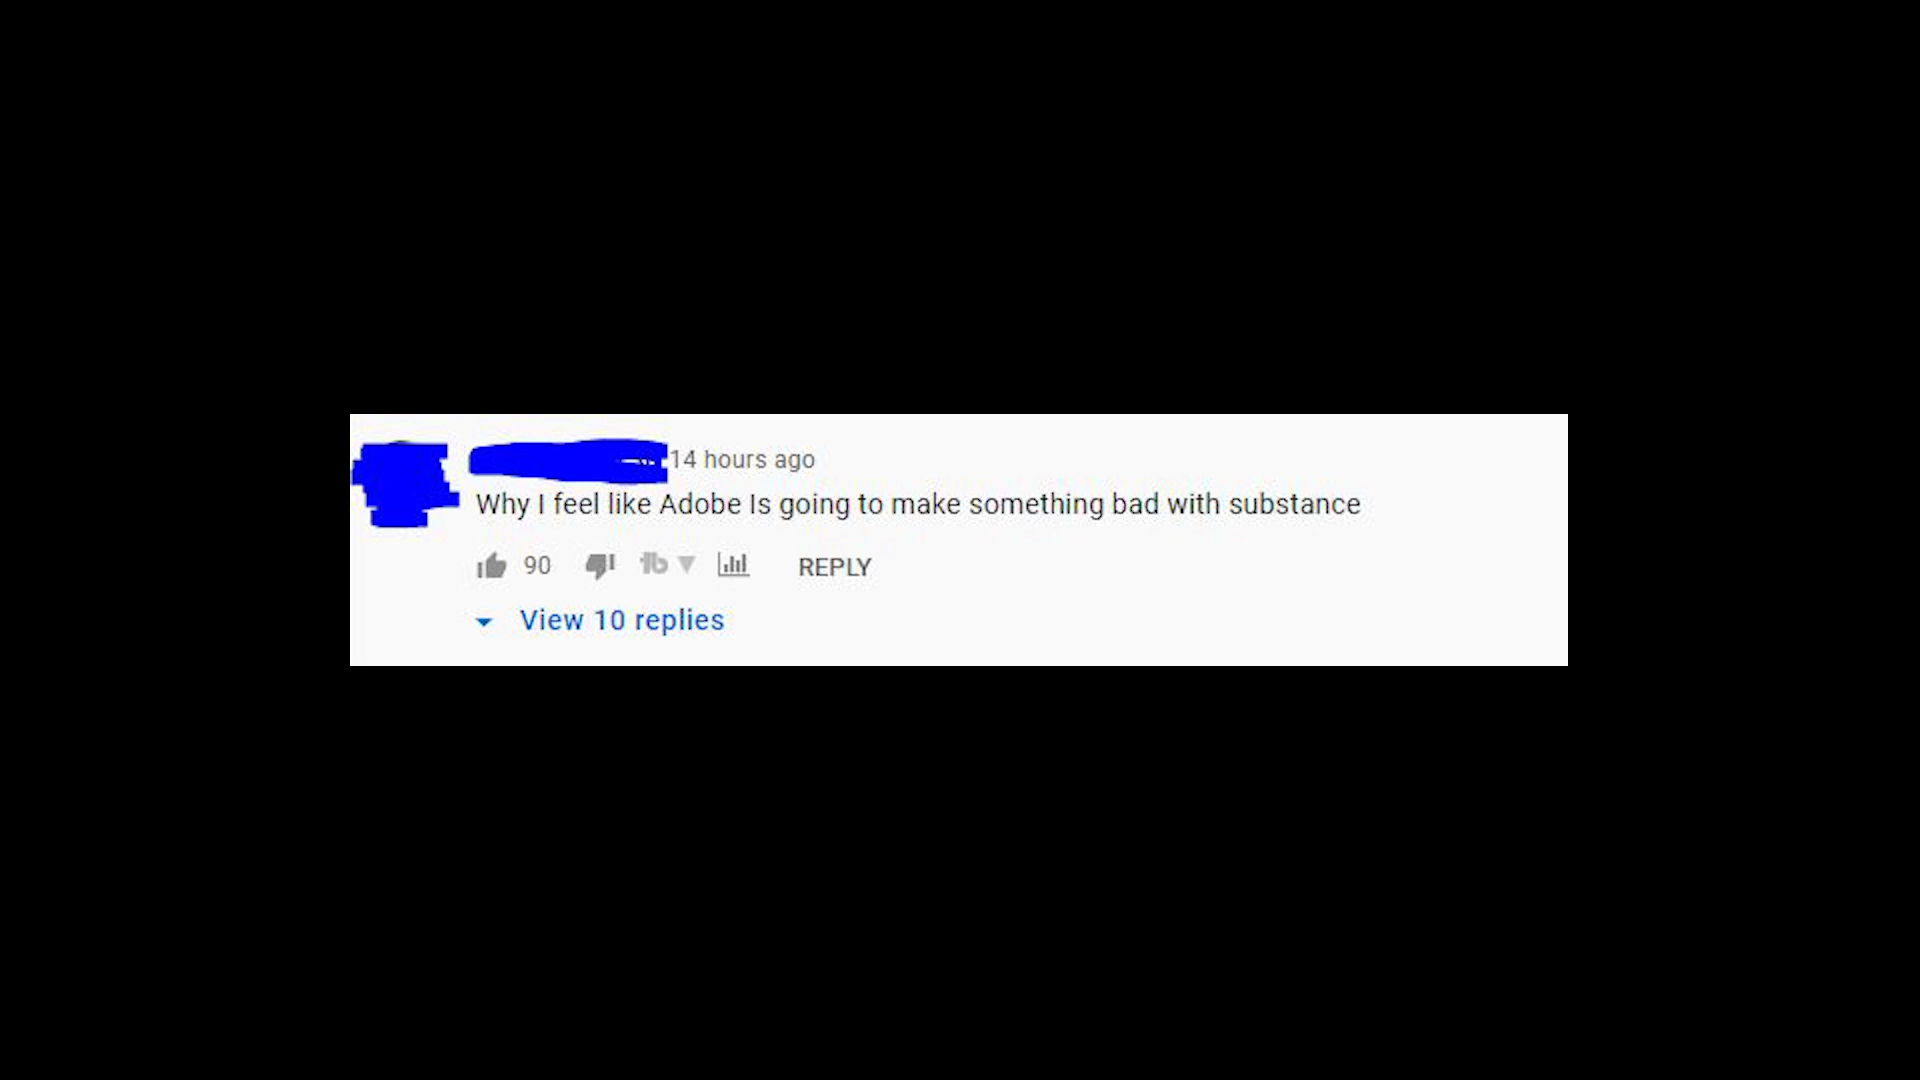 14 hours ago
Why I feel like Adobe Is going to make something bad with substance
90 REPLY
View 10 replies